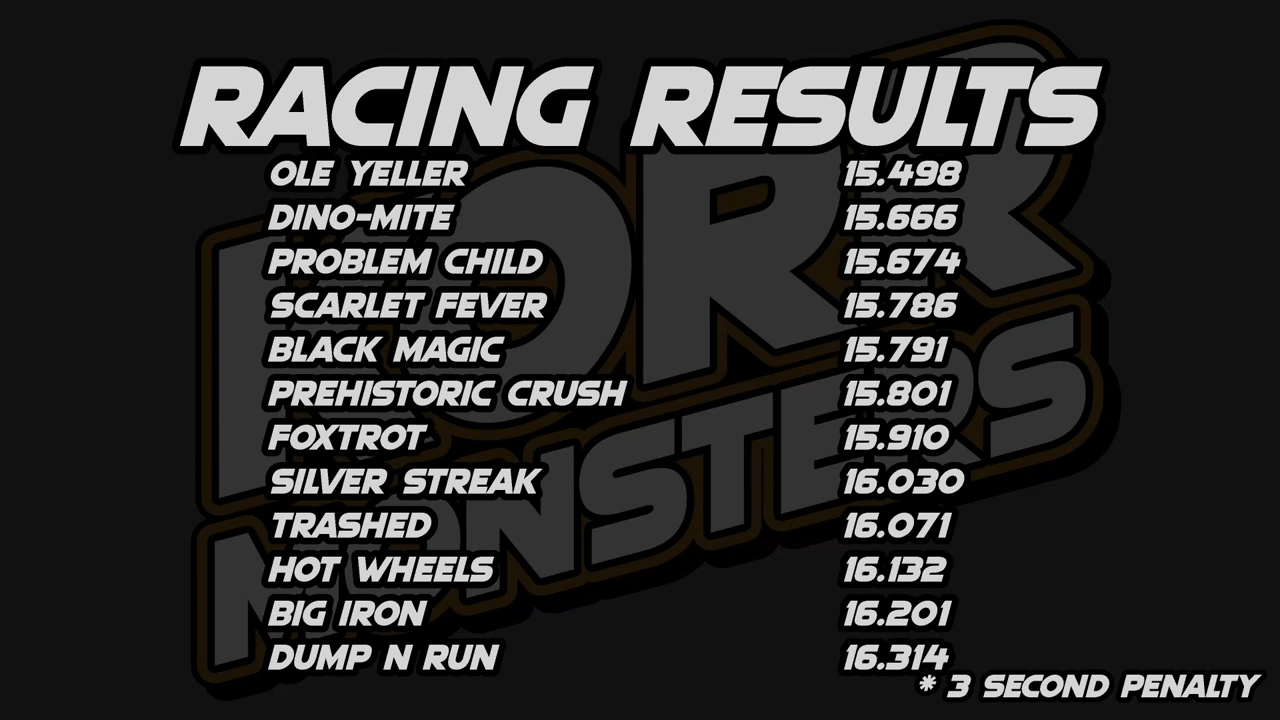 RACING RESULTS
OLE YELLER 15.498
DINO-MITE 15.666
PROBLEM CHILD 15.674
SCARLET FEVER 15.786
BLACK MAGIC 15.791
PREHISTORIC CRUSH 15.801
FOXTROT 15.910
SILVER STREAK 16.030
TRASHED 16.071
HOT WHEELS 16.132
BIG IRON 16.201
DUMP N RUN 16.314
* 3 SECOND PENALTY
KORR
MONSTERS